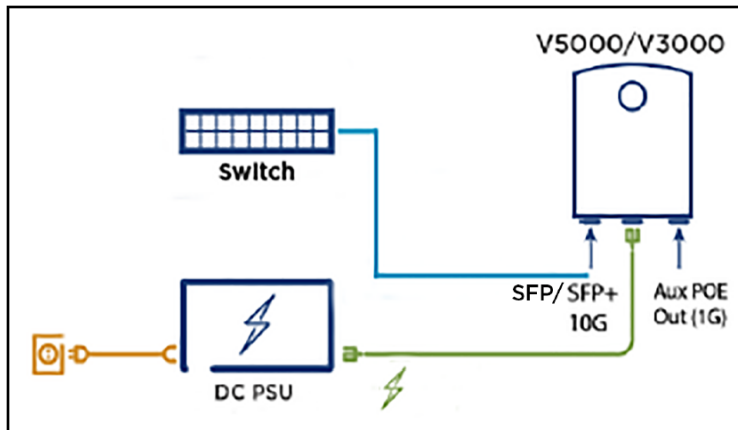 V5000/V3000
Switch
SFP/ SFP+
10G
Aux POE
Out (1G)
DC PSU